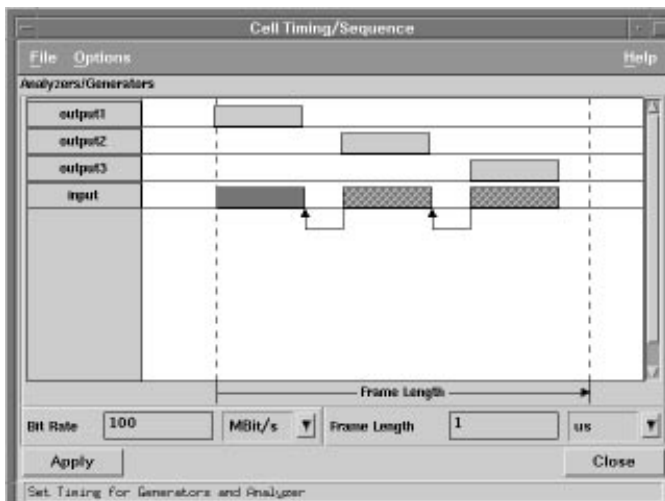 Cell Timing/Sequence
File Options Help
Analyzers/Generators
output1
output2
output3
input
Frame Length
Bit Rate 100 MBit/s Frame Length 1 us
Apply Close
Set Timing for Generators and Analyzer